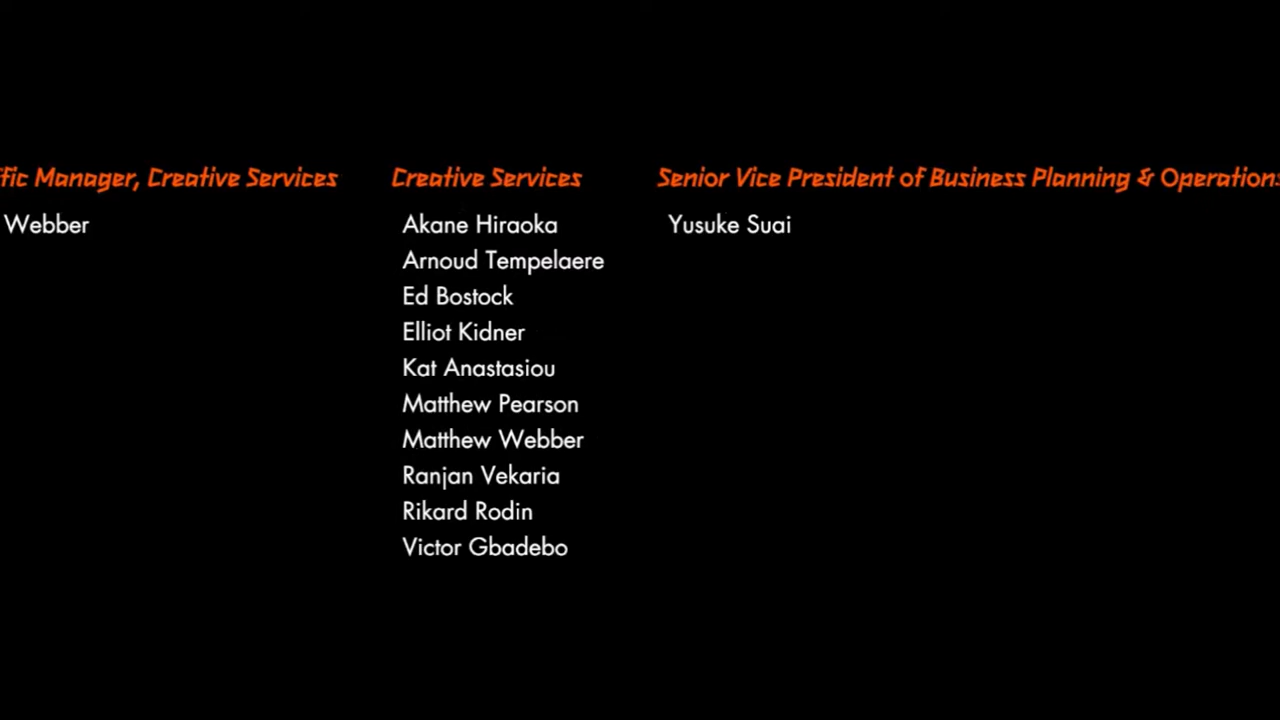 fic Manager, Creative Services
Webber
Creative Services
Akane Hiraoka
Arnoud Tempelaere
Ed Bostock
Elliot Kidner
Kat Anastasiou
Matthew Pearson
Matthew Webber
Ranjan Vekaria
Rikard Rodin
Victor Gbadebo
Senior Vice President of Business Planning & Operations
Yusuke Suai